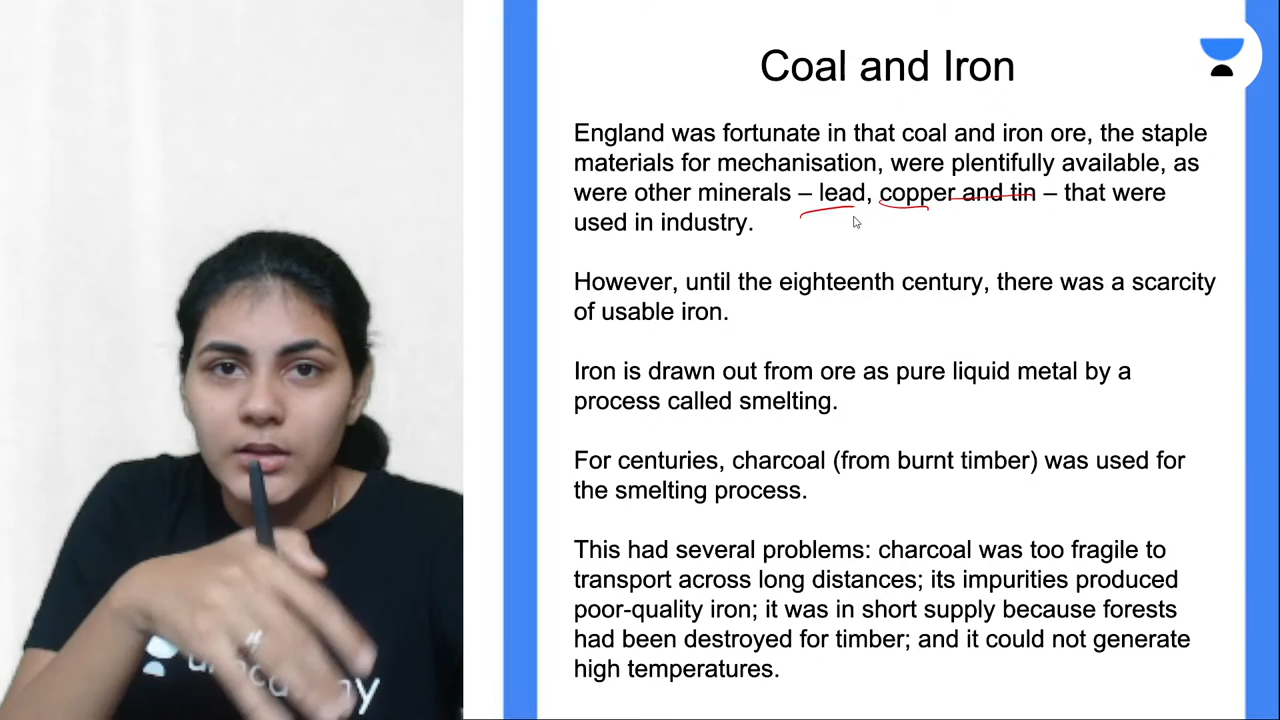 Coal and Iron
England was fortunate in that coal and iron ore, the staple
materials for mechanisation, were plentifully available, as
were other minerals – lead, copper and tin – that were
used in industry.
However, until the eighteenth century, there was a scarcity
of usable iron.
Iron is drawn out from ore as pure liquid metal by a
process called smelting.
For centuries, charcoal (from burnt timber) was used for
the smelting process.
This had several problems: charcoal was too fragile to
transport across long distances; its impurities produced
poor-quality iron; it was in short supply because forests
had been destroyed for timber; and it could not generate
high temperatures.